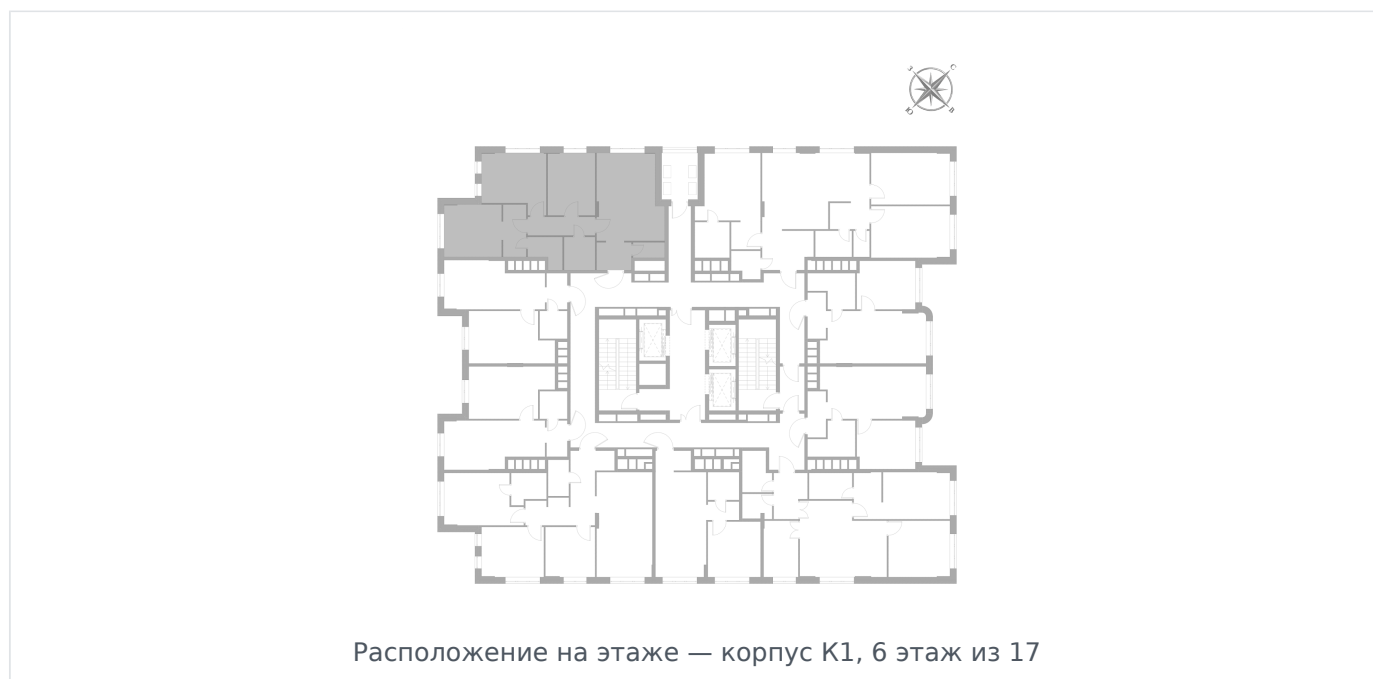 З С
Ю В
Расположение на этаже — корпус К1, 6 этаж из 17